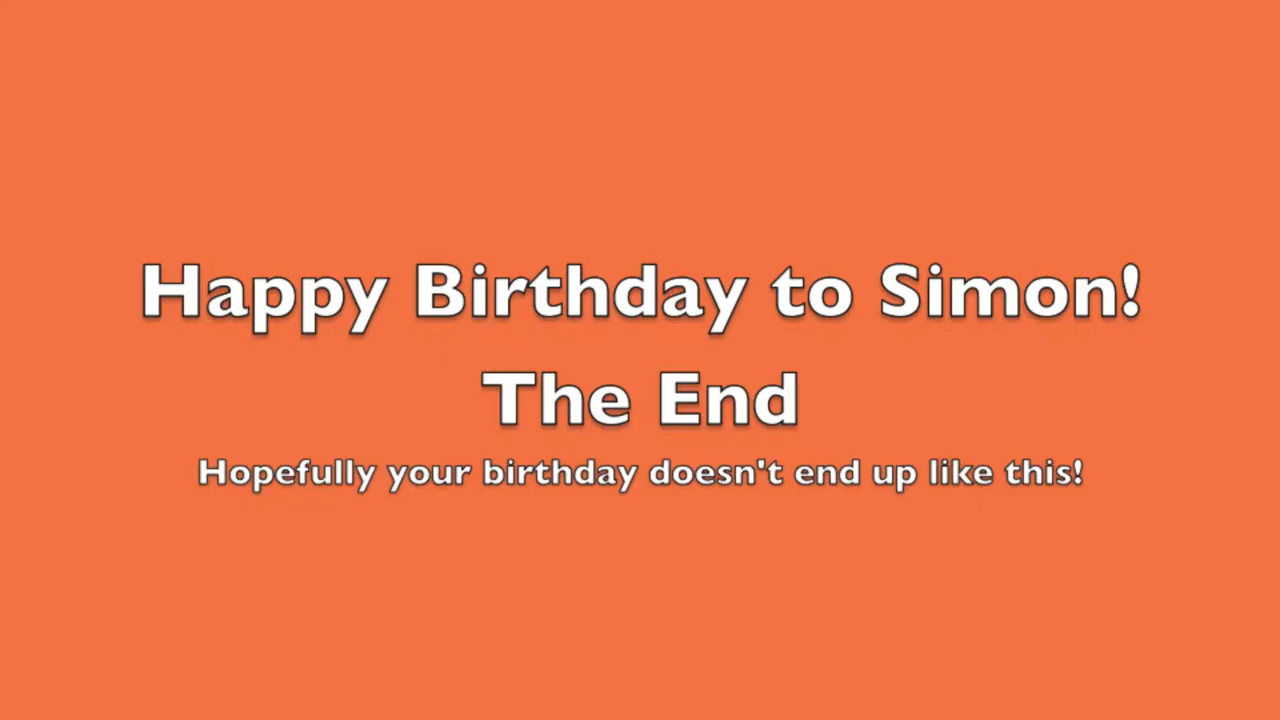 Happy Birthday to Simon!
The End
Hopefully your birthday doesn't end up like this!